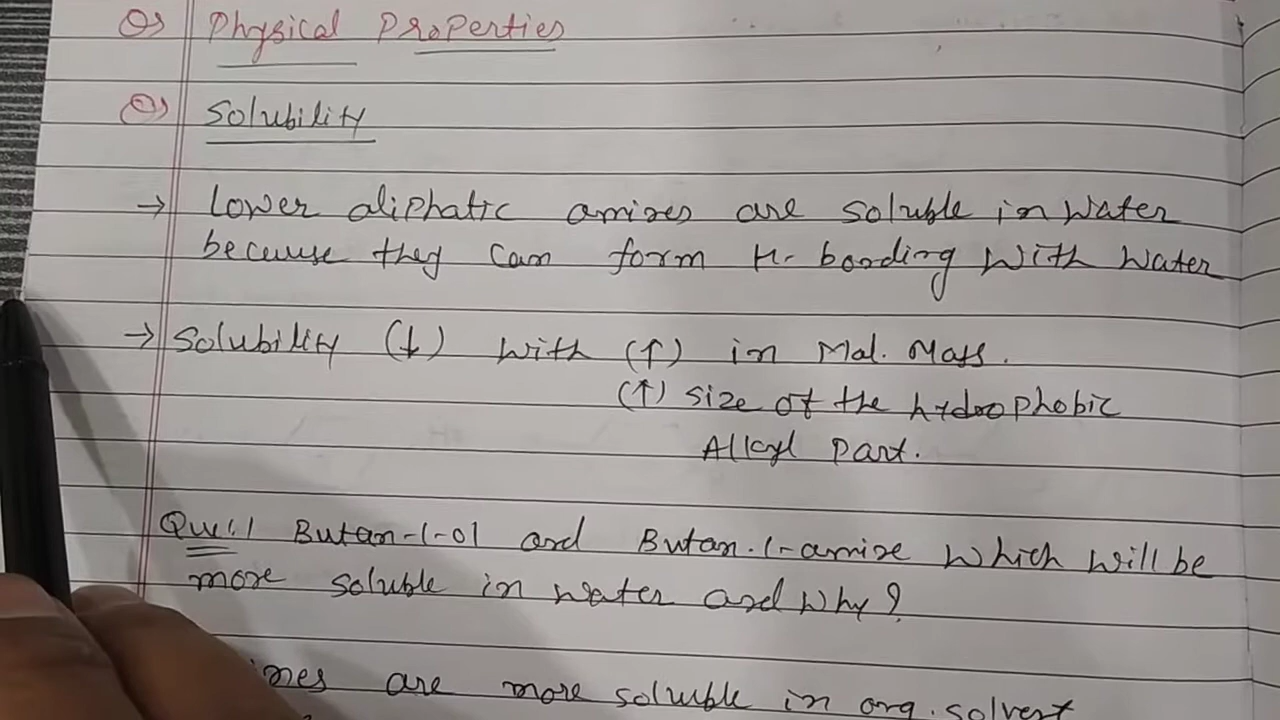 Physical Properties
Solubility
→ Lower aliphatic amines are soluble in water
because they can form H-bonding with water
→ Solubility (↓) with (↑) in Mol. Mass.
(↑) size of the hydrophobic
Alkyl part.
Que:1 Butan-1-ol and Butan-1-amine which will be
more soluble in water and why?
are more soluble in org. solvent